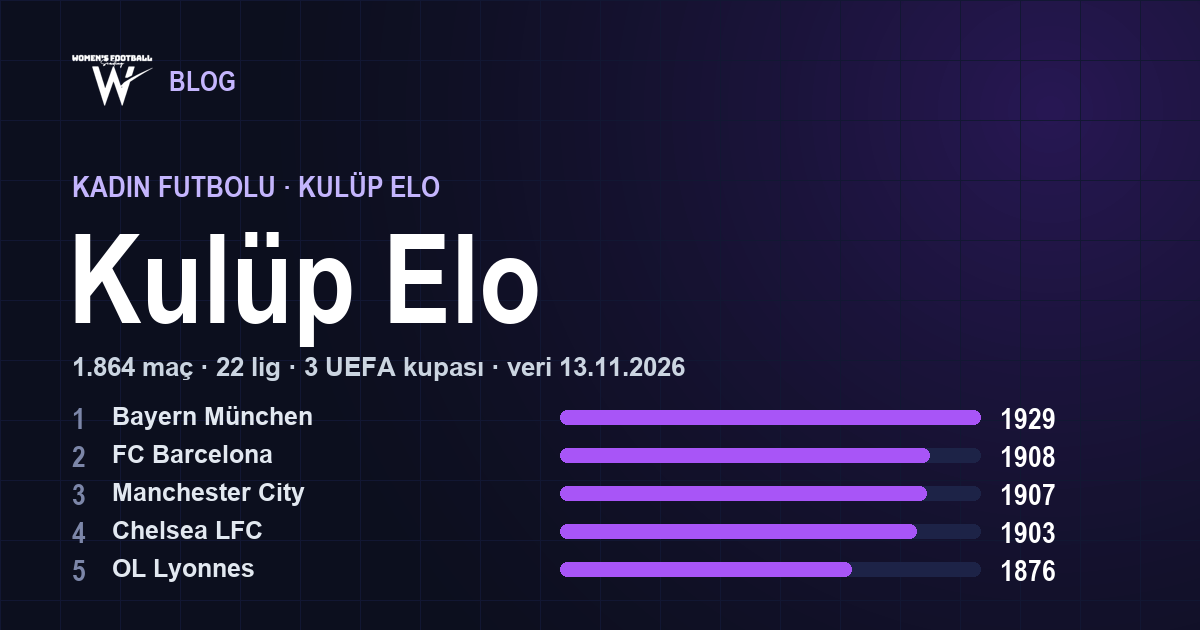 WOMEN'S FOOTBALL
BLOG
KADIN FUTBOLU · KULÜP ELO
Kulüp Elo
1.864 maç · 22 lig · 3 UEFA kupası · veri 13.11.2026
1 Bayern München 1929
2 FC Barcelona 1908
3 Manchester City 1907
4 Chelsea LFC 1903
5 OL Lyonnes 1876